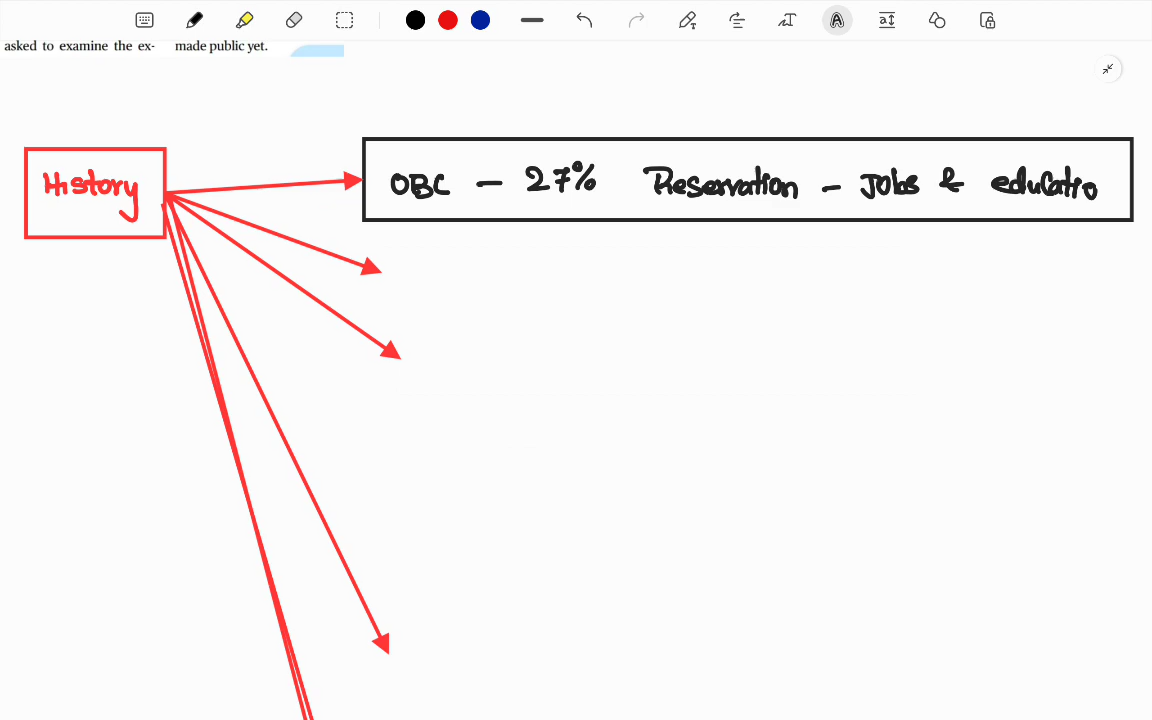 asked to examine the ex-
made public yet.
History
OBC - 27% Reservation - Jobs & educatio